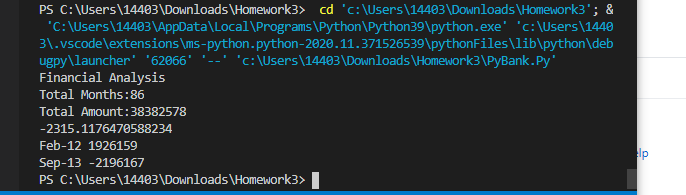 PS C:\Users\14403\Downloads\Homework3>  cd 'c:\Users\14403\Downloads\Homework3'; &
 'C:\Users\14403\AppData\Local\Programs\Python\Python39\python.exe' 'c:\Users\1440
3\.vscode\extensions\ms-python.python-2020.11.371526539\pythonFiles\lib\python\deb
ugpy\launcher' '62066' '--' 'c:\Users\14403\Downloads\Homework3\PyBank.Py'
Financial Analysis
Total Months:86
Total Amount:38382578
-2315.1176470588234
Feb-12 1926159
Sep-13 -2196167
PS C:\Users\14403\Downloads\Homework3>
elp